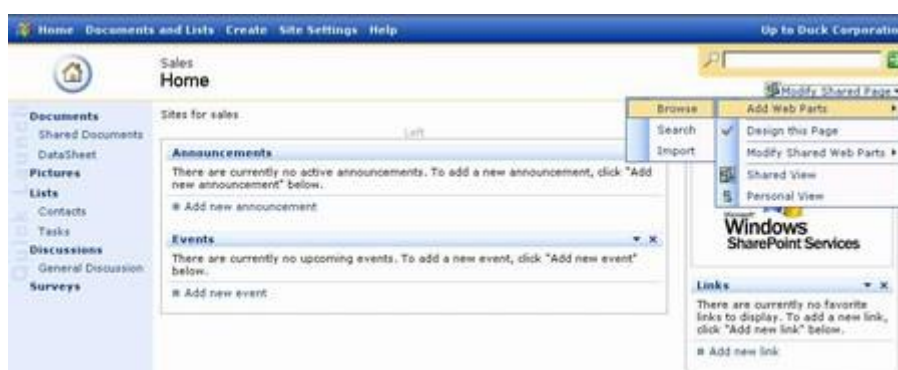 Home Documents and Lists Create Site Settings Help Up to Duck Corporatio
Sales
Home
Modify Shared Page
Browse
Search
Import
Add Web Parts
Design this Page
Modify Shared Web Parts
Shared View
Personal View
Documents
Shared Documents
DataSheet
Pictures
Lists
Contacts
Tasks
Discussions
General Discussion
Surveys
Sites for sales
Left
Announcements
There are currently no active announcements. To add a new announcement, click "Add
new announcement" below.
Add new announcement
Events
There are currently no upcoming events. To add a new event, click "Add new event"
below.
Add new event
Microsoft
Windows
SharePoint Services
Links
There are currently no favorite
links to display. To add a new link,
click "Add new link" below.
Add new link